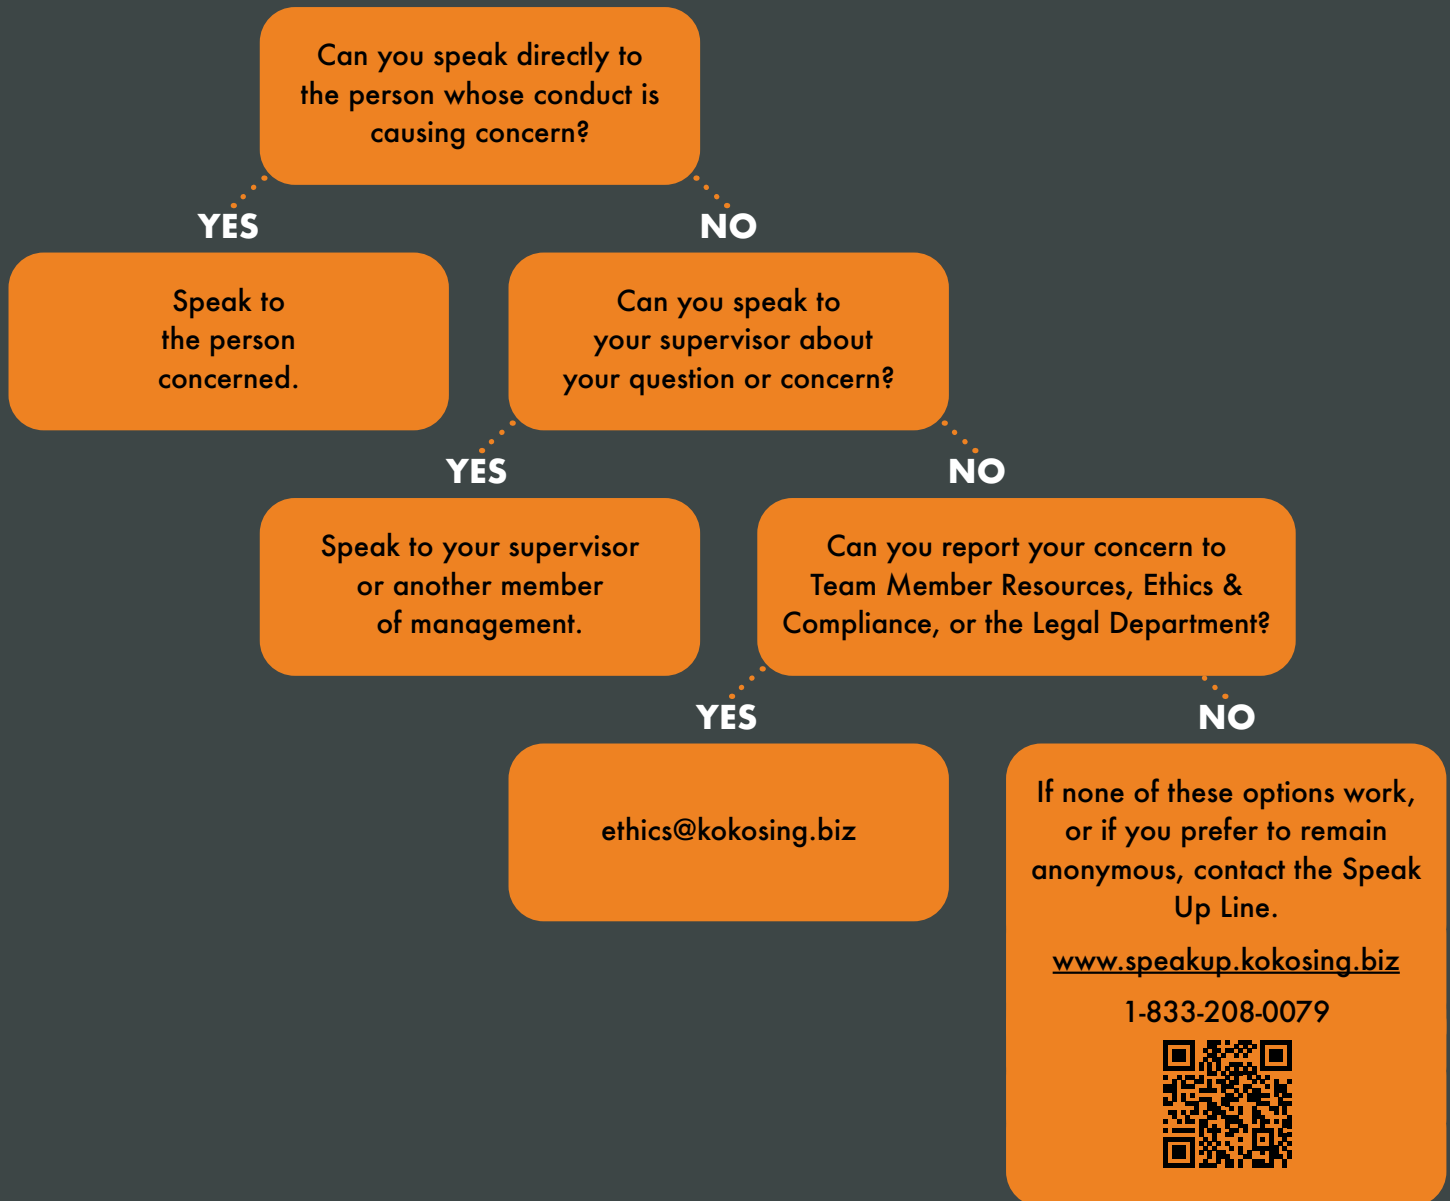 Can you speak directly to
the person whose conduct is
causing concern?
YES
NO
Speak to
the person
concerned.
Can you speak to
your supervisor about
your question or concern?
YES
NO
Speak to your supervisor
or another member
of management.
Can you report your concern to
Team Member Resources, Ethics &
Compliance, or the Legal Department?
YES
NO
ethics@kokosing.biz
If none of these options work,
or if you prefer to remain
anonymous, contact the Speak
Up Line.
www.speakup.kokosing.biz
1-833-208-0079